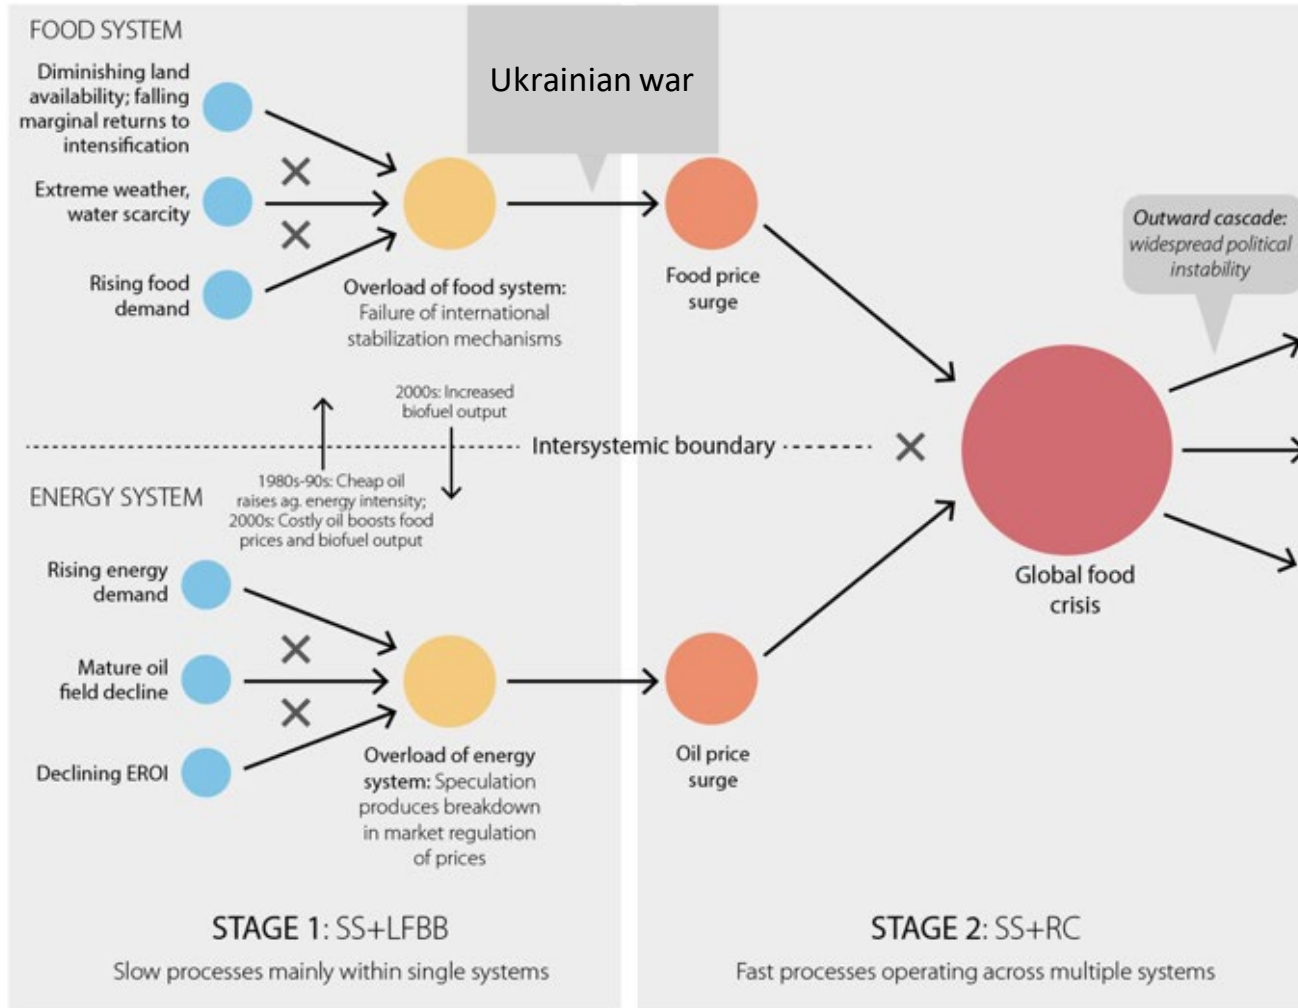 FOOD SYSTEM
Diminishing land
availability; falling
marginal returns to
intensification
Extreme weather,
water scarcity
Rising food
demand
Overload of food system:
Failure of international
stabilization mechanisms
Ukrainian war
Food price
surge
Outward cascade:
widespread political
instability
2000s: Increased
biofuel output
Intersystemic boundary
1980s-90s: Cheap oil
raises ag. energy intensity;
2000s: Costly oil boosts food
prices and biofuel output
ENERGY SYSTEM
Rising energy
demand
Mature oil
field decline
Declining EROI
Overload of energy
system: Speculation
produces breakdown
in market regulation
of prices
Oil price
surge
Global food
crisis
STAGE 1: SS+LFBB
Slow processes mainly within single systems
STAGE 2: SS+RC
Fast processes operating across multiple systems